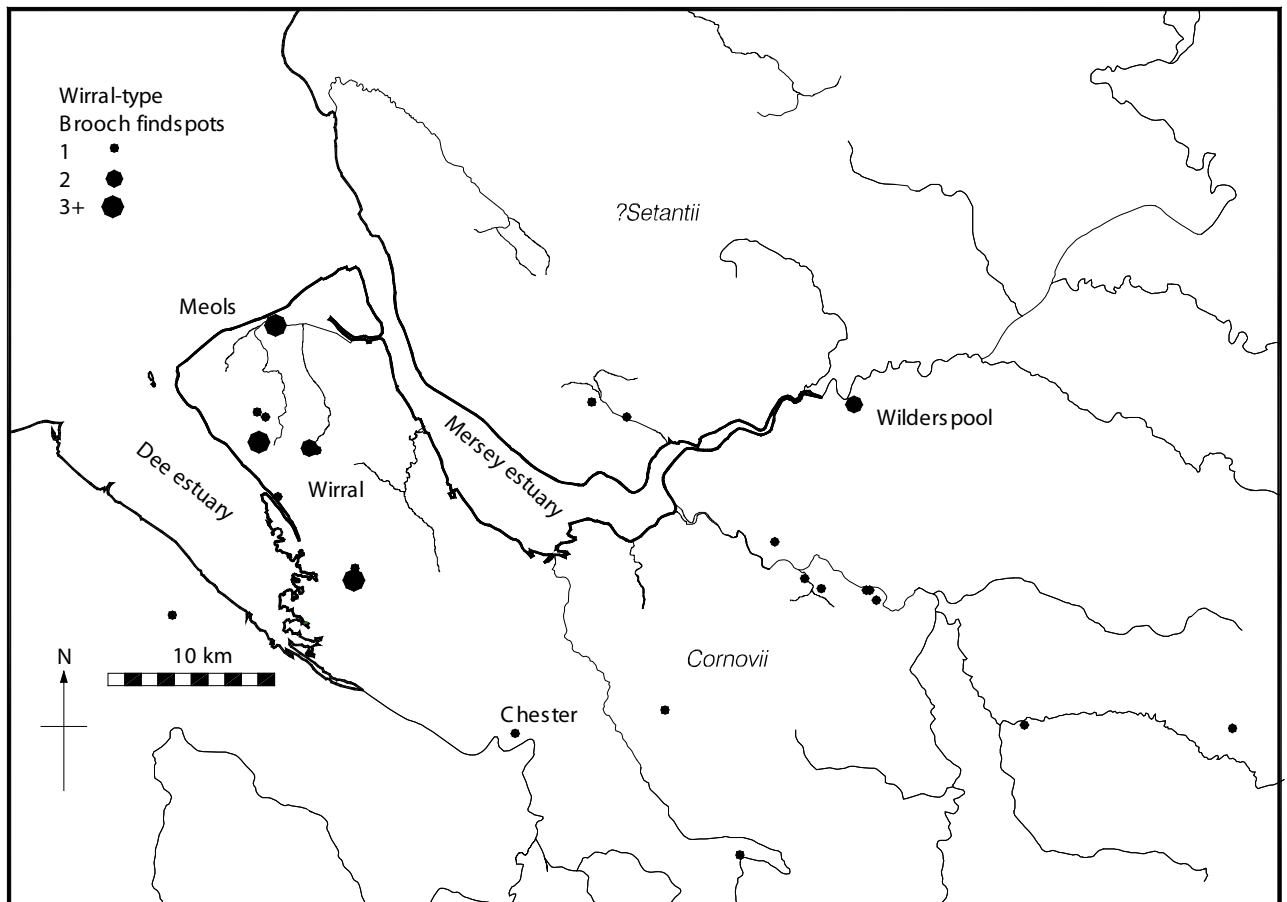 Wirral-type
Brooch findspots
1
2
3+
?Setantii
Meols
Wilderspool
Mersey estuary
Dee estuary
Wirral
N
10 km
Cornovii
Chester